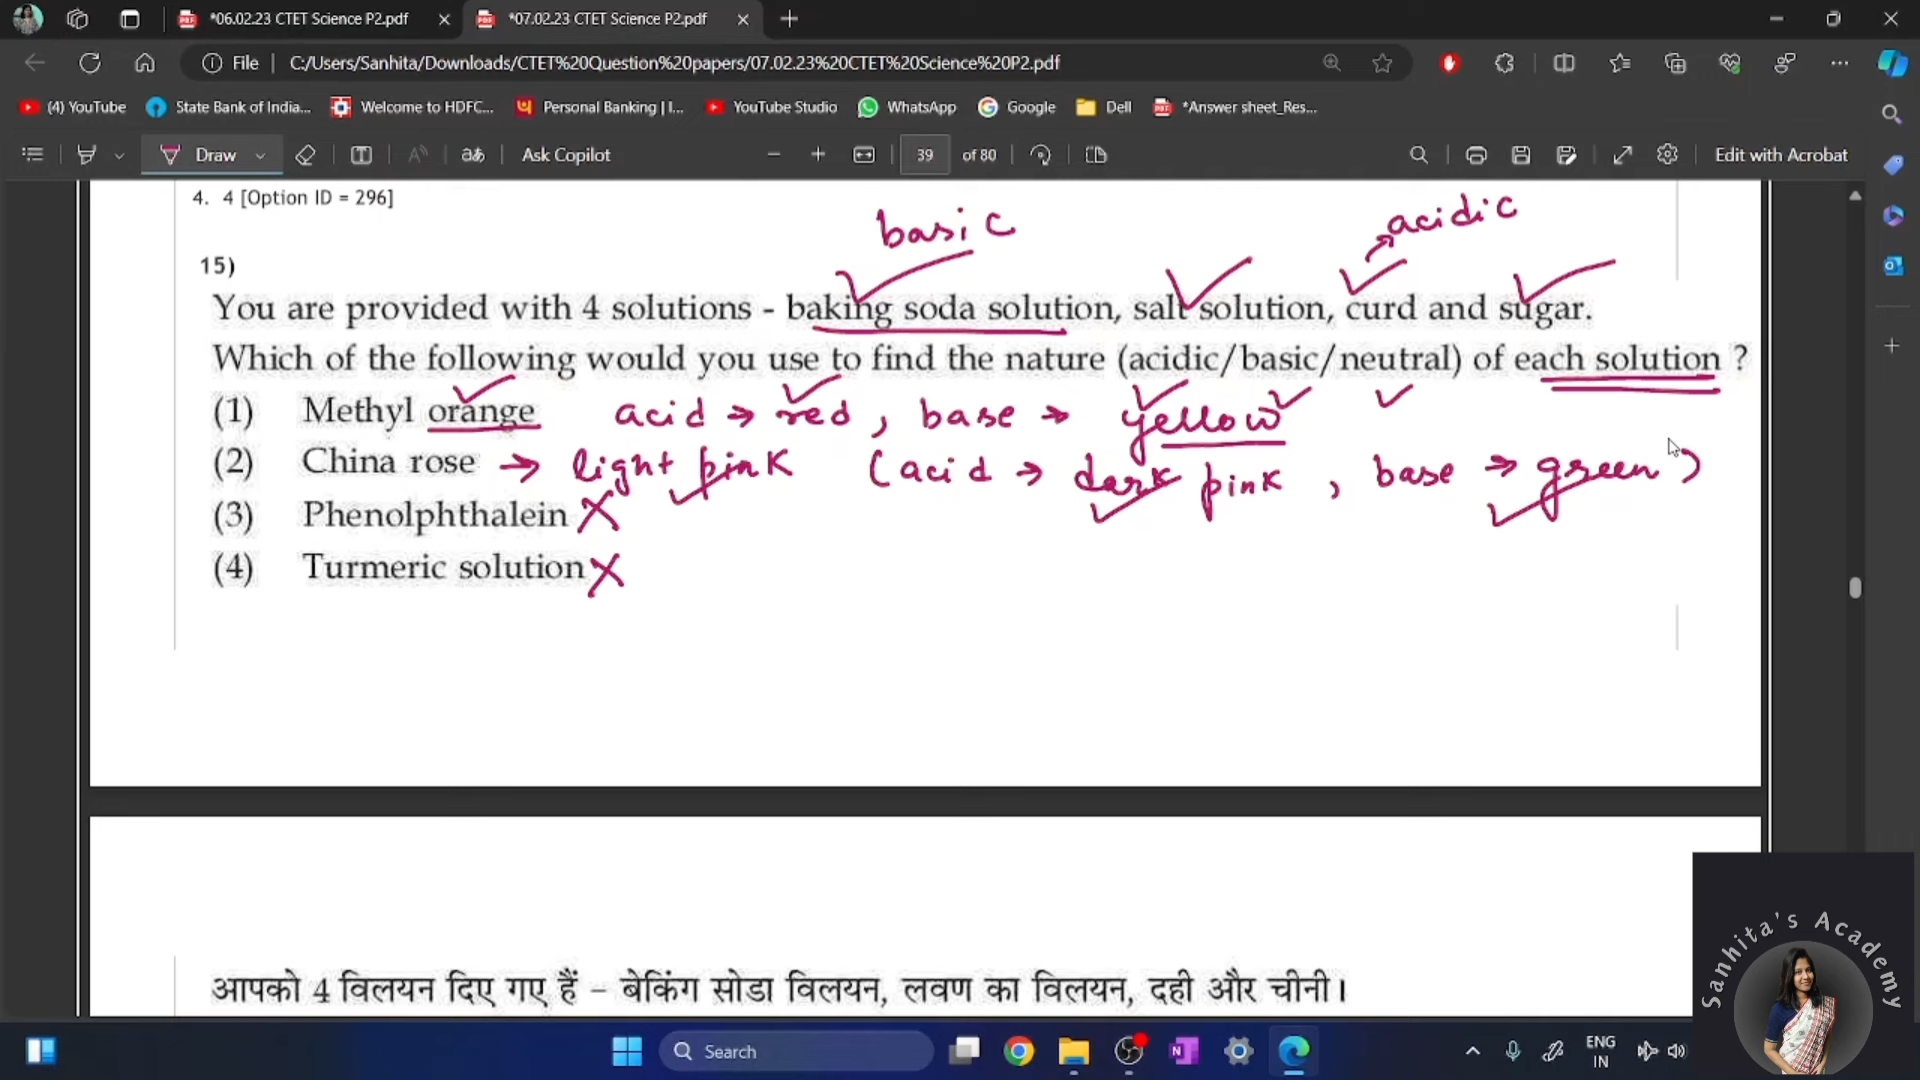 *06.02.23 CTET Science P2.pdf
*07.02.23 CTET Science P2.pdf
File
C:/Users/Sanhita/Downloads/CTET%20Question%20papers/07.02.23%20CTET%20Science%20P2.pdf
(4) YouTube
State Bank of India...
Welcome to HDFC...
Personal Banking | I...
YouTube Studio
WhatsApp
Google
Dell
*Answer sheet_Res...
Draw
Ask Copilot
39 of 80
Edit with Acrobat
4. 4 [Option ID = 296]
basic
acidic
15)
You are provided with 4 solutions - baking soda solution, salt solution, curd and sugar.
Which of the following would you use to find the nature (acidic/basic/neutral) of each solution ?
(1) Methyl orange acid → red, base → yellow
(2) China rose → light pink (acid → dark pink, base → green)
(3) Phenolphthalein
(4) Turmeric solution
आपको 4 विलयन दिए गए हैं – बेकिंग सोडा विलयन, लवण का विलयन, दही और चीनी।
Sanhita's Academy
Search
ENG
IN